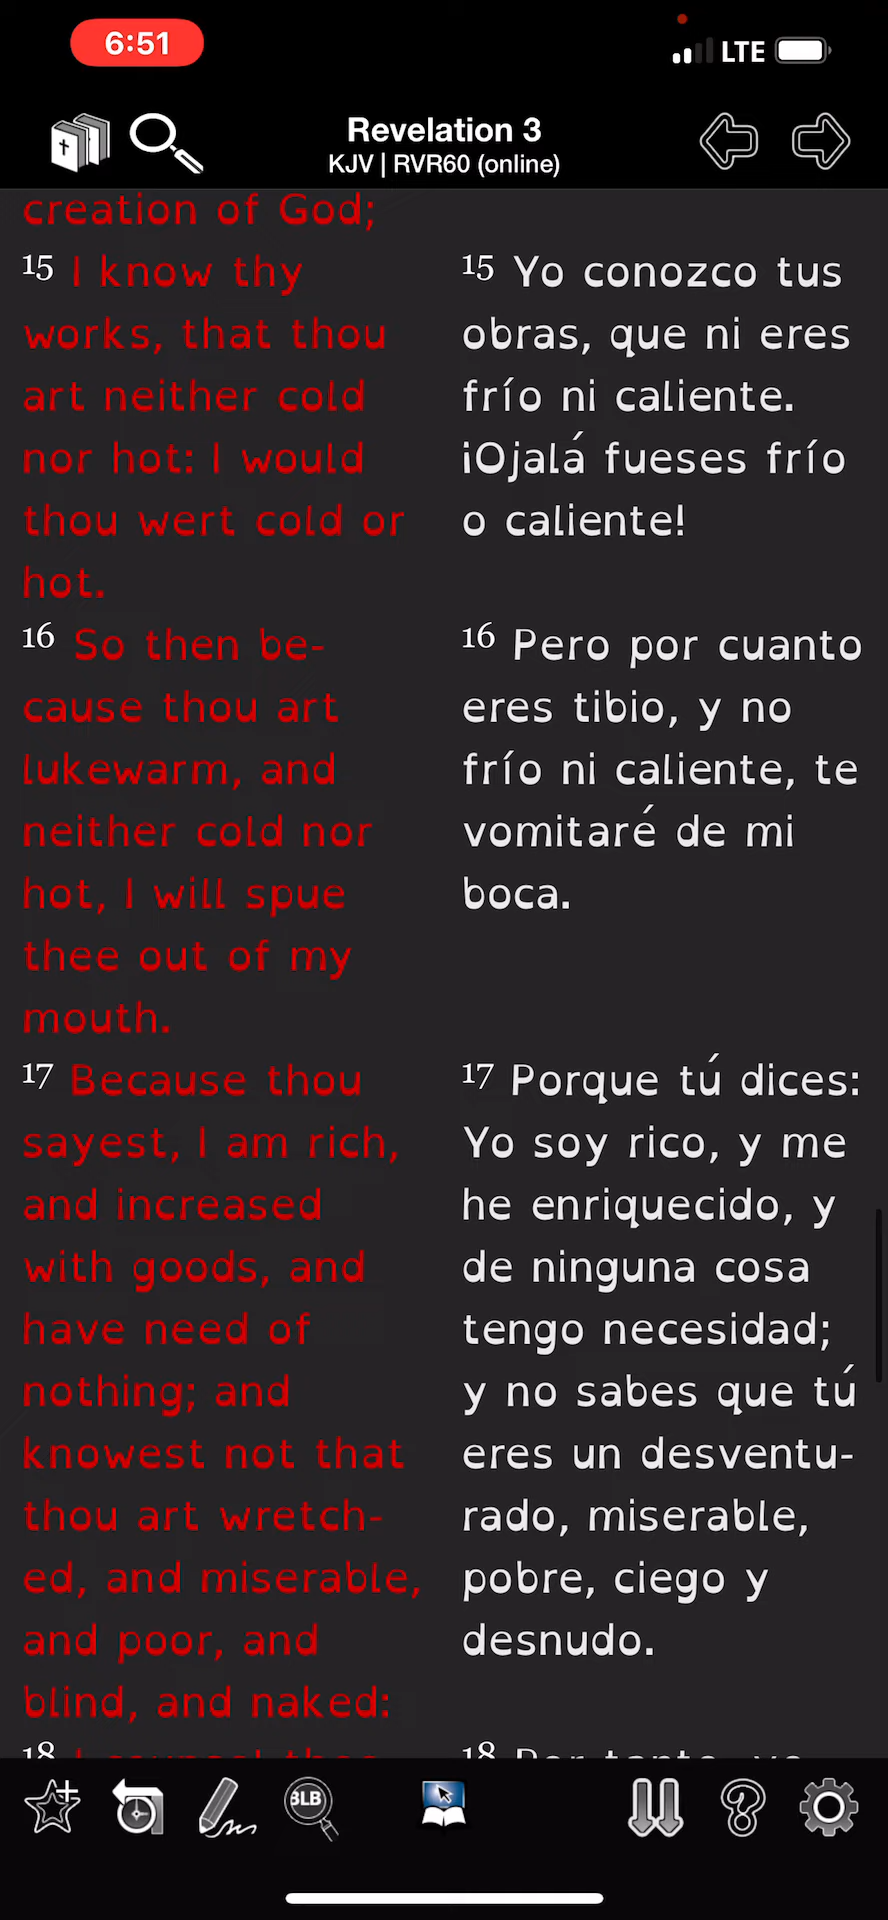 6:51
LTE
Revelation 3
KJV | RVR60 (online)
creation of God;
15 I know thy
works, that thou
art neither cold
nor hot: I would
thou wert cold or
hot.
16 So then be-
cause thou art
lukewarm, and
neither cold nor
hot, I will spue
thee out of my
mouth.
17 Because thou
sayest, I am rich,
and increased
with goods, and
have need of
nothing; and
knowest not that
thou art wretch-
ed, and miserable,
and poor, and
blind, and naked:
18 I counsel thee
15 Yo conozco tus
obras, que ni eres
frío ni caliente.
¡Ojalá fueses frío
o caliente!
16 Pero por cuanto
eres tibio, y no
frío ni caliente, te
vomitaré de mi
boca.
17 Porque tú dices:
Yo soy rico, y me
he enriquecido, y
de ninguna cosa
tengo necesidad;
y no sabes que tú
eres un desventu-
rado, miserable,
pobre, ciego y
desnudo.
18 Por tanto, yo
BLB